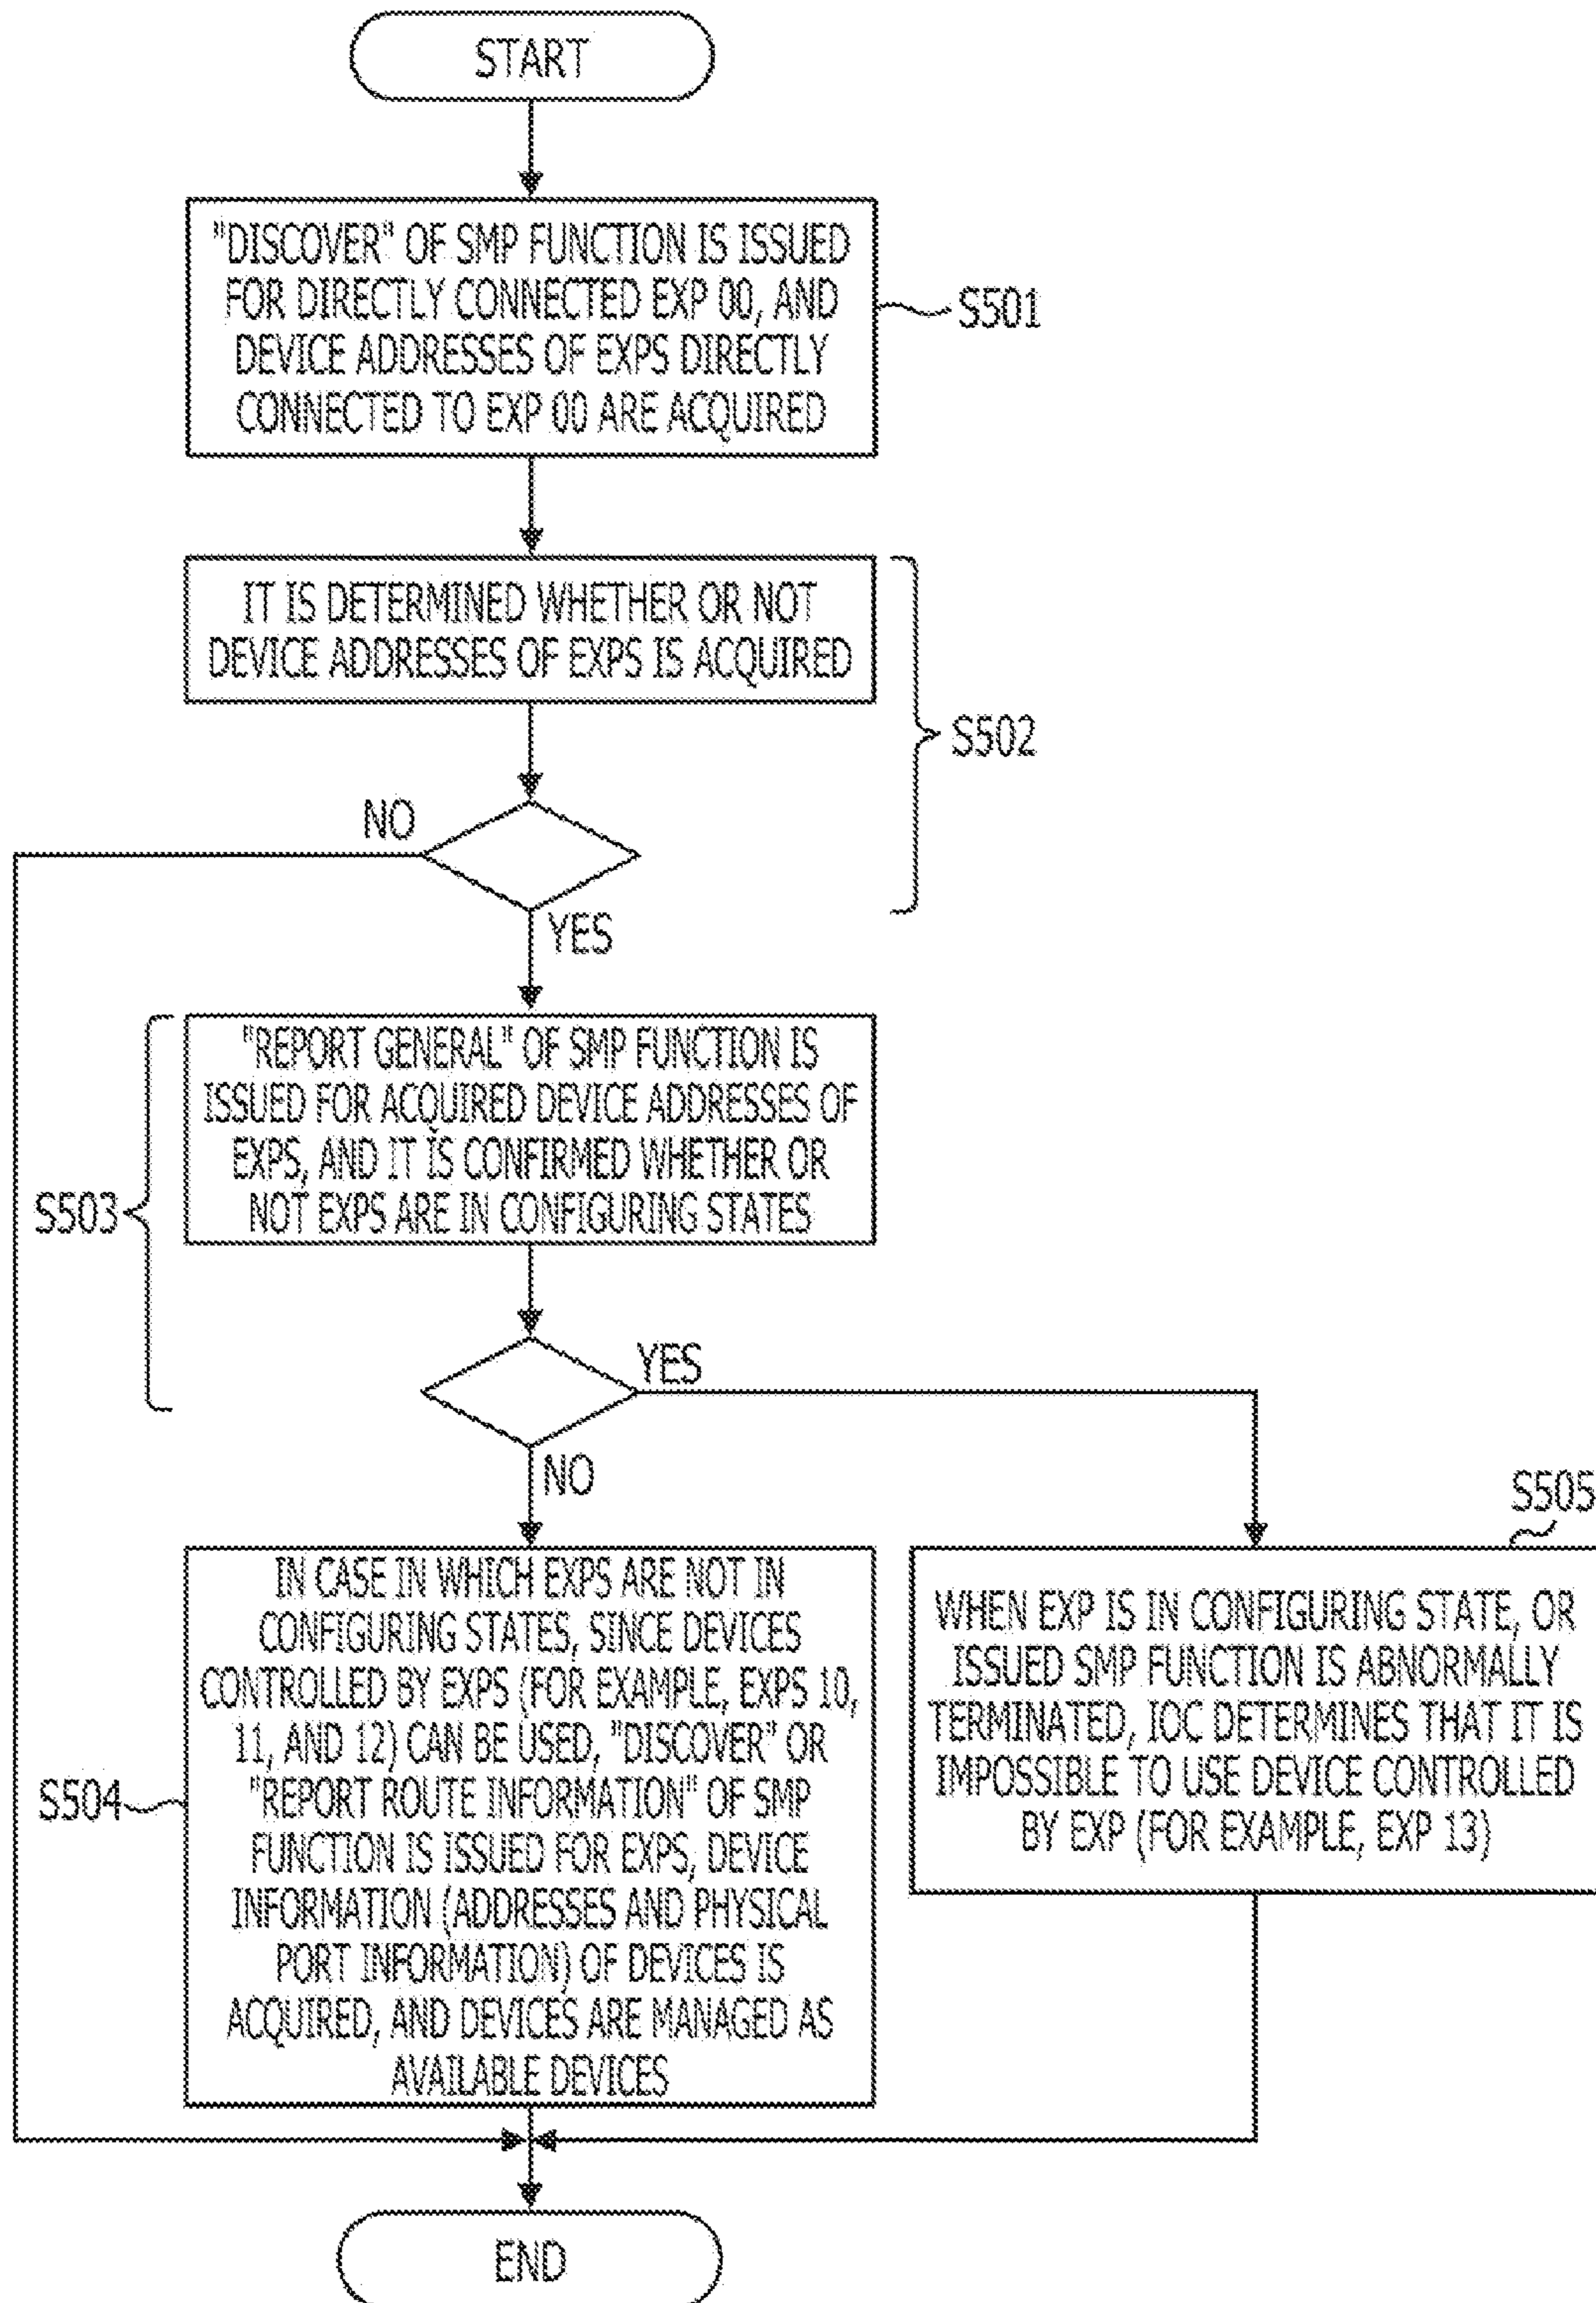 START
"DISCOVER" OF SMP FUNCTION IS ISSUED
FOR DIRECTLY CONNECTED EXP 00, AND
DEVICE ADDRESSES OF EXPS DIRECTLY
CONNECTED TO EXP 00 ARE ACQUIRED
S501
IT IS DETERMINED WHETHER OR NOT
DEVICE ADDRESSES OF EXPS IS ACQUIRED
S502
NO
YES
"REPORT GENERAL" OF SMP FUNCTION IS
ISSUED FOR ACQUIRED DEVICE ADDRESSES OF
EXPS, AND IT IS CONFIRMED WHETHER OR
NOT EXPS ARE IN CONFIGURING STATES
S503
YES
NO
S505
IN CASE IN WHICH EXPS ARE NOT IN
CONFIGURING STATES, SINCE DEVICES
CONTROLLED BY EXPS (FOR EXAMPLE, EXPS 10,
11, AND 12) CAN BE USED, "DISCOVER" OR
"REPORT ROUTE INFORMATION" OF SMP
FUNCTION IS ISSUED FOR EXPS, DEVICE
INFORMATION (ADDRESSES AND PHYSICAL
PORT INFORMATION) OF DEVICES IS
ACQUIRED, AND DEVICES ARE MANAGED AS
AVAILABLE DEVICES
S504
WHEN EXP IS IN CONFIGURING STATE, OR
ISSUED SMP FUNCTION IS ABNORMALLY
TERMINATED, IOC DETERMINES THAT IT IS
IMPOSSIBLE TO USE DEVICE CONTROLLED
BY EXP (FOR EXAMPLE, EXP 13)
END